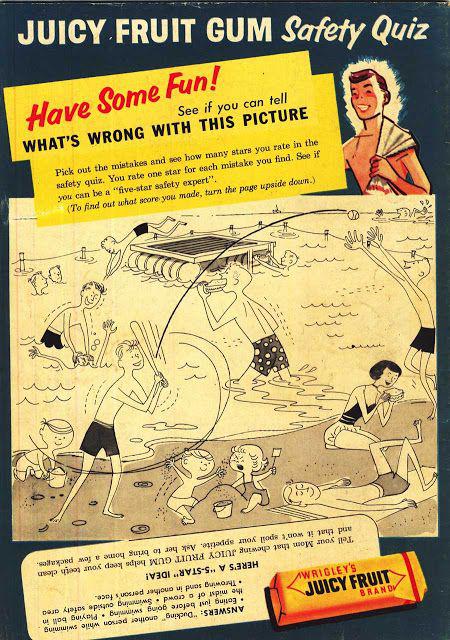 JUICY FRUIT GUM Safety Quiz
Have Some Fun!
See if you can tell
WHAT'S WRONG WITH THIS PICTURE
Pick out the mistakes and see how many stars you rate in the
safety quiz. You rate one star for each mistake you find. See if
you can be a "five-star safety expert".
(To find out what score you made, turn the page upside down.)
ANSWERS: "Ducking" another person while swimming
• Eating just before going swimming • Playing ball in
the midst of a crowd • Swimming outside safety area
• Throwing sand in another person's face.
HERE'S A "5-STAR" IDEA!
Tell your Mom that chewing JUICY FRUIT GUM helps keep your teeth clean
and that it won't spoil your appetite. Ask her to bring home a few packages.
WRIGLEY'S
JUICY FRUIT
BRAND